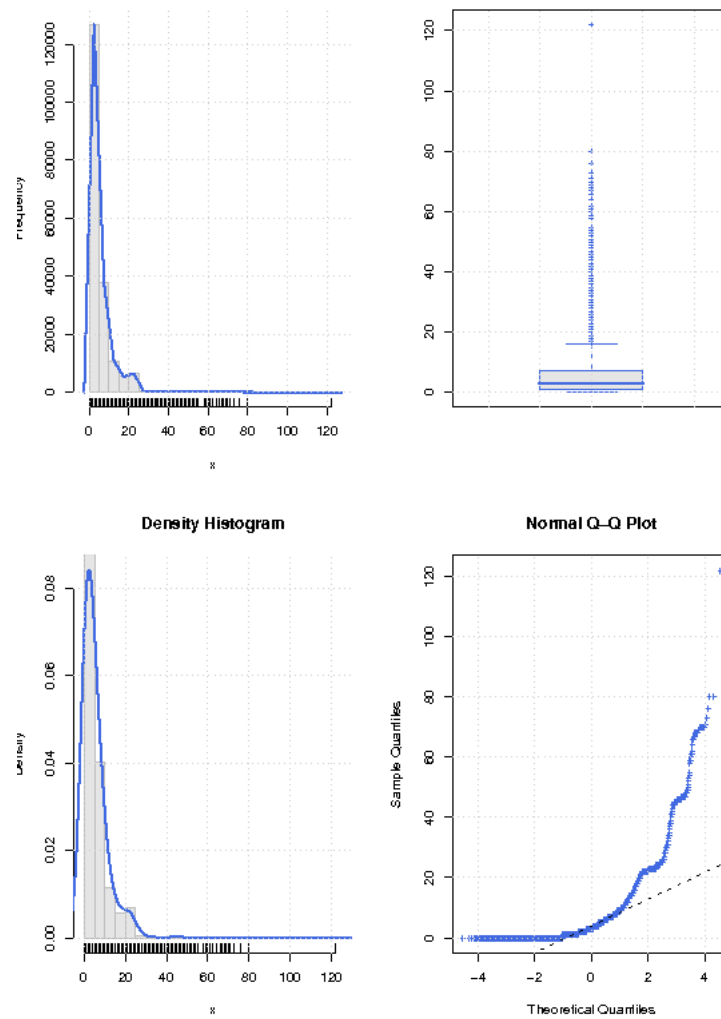 Frequency
0
20000
40000
60000
80000
100000
120000
0 20 40 60 80 100 120
x
0
20
40
60
80
100
120
Density Histogram
Density
0.00
0.02
0.04
0.06
0.08
0 20 40 60 80 100 120
x
Normal Q–Q Plot
Sample Quantiles
0
20
40
60
80
100
120
−4 −2 0 2 4
Theoretical Quantiles